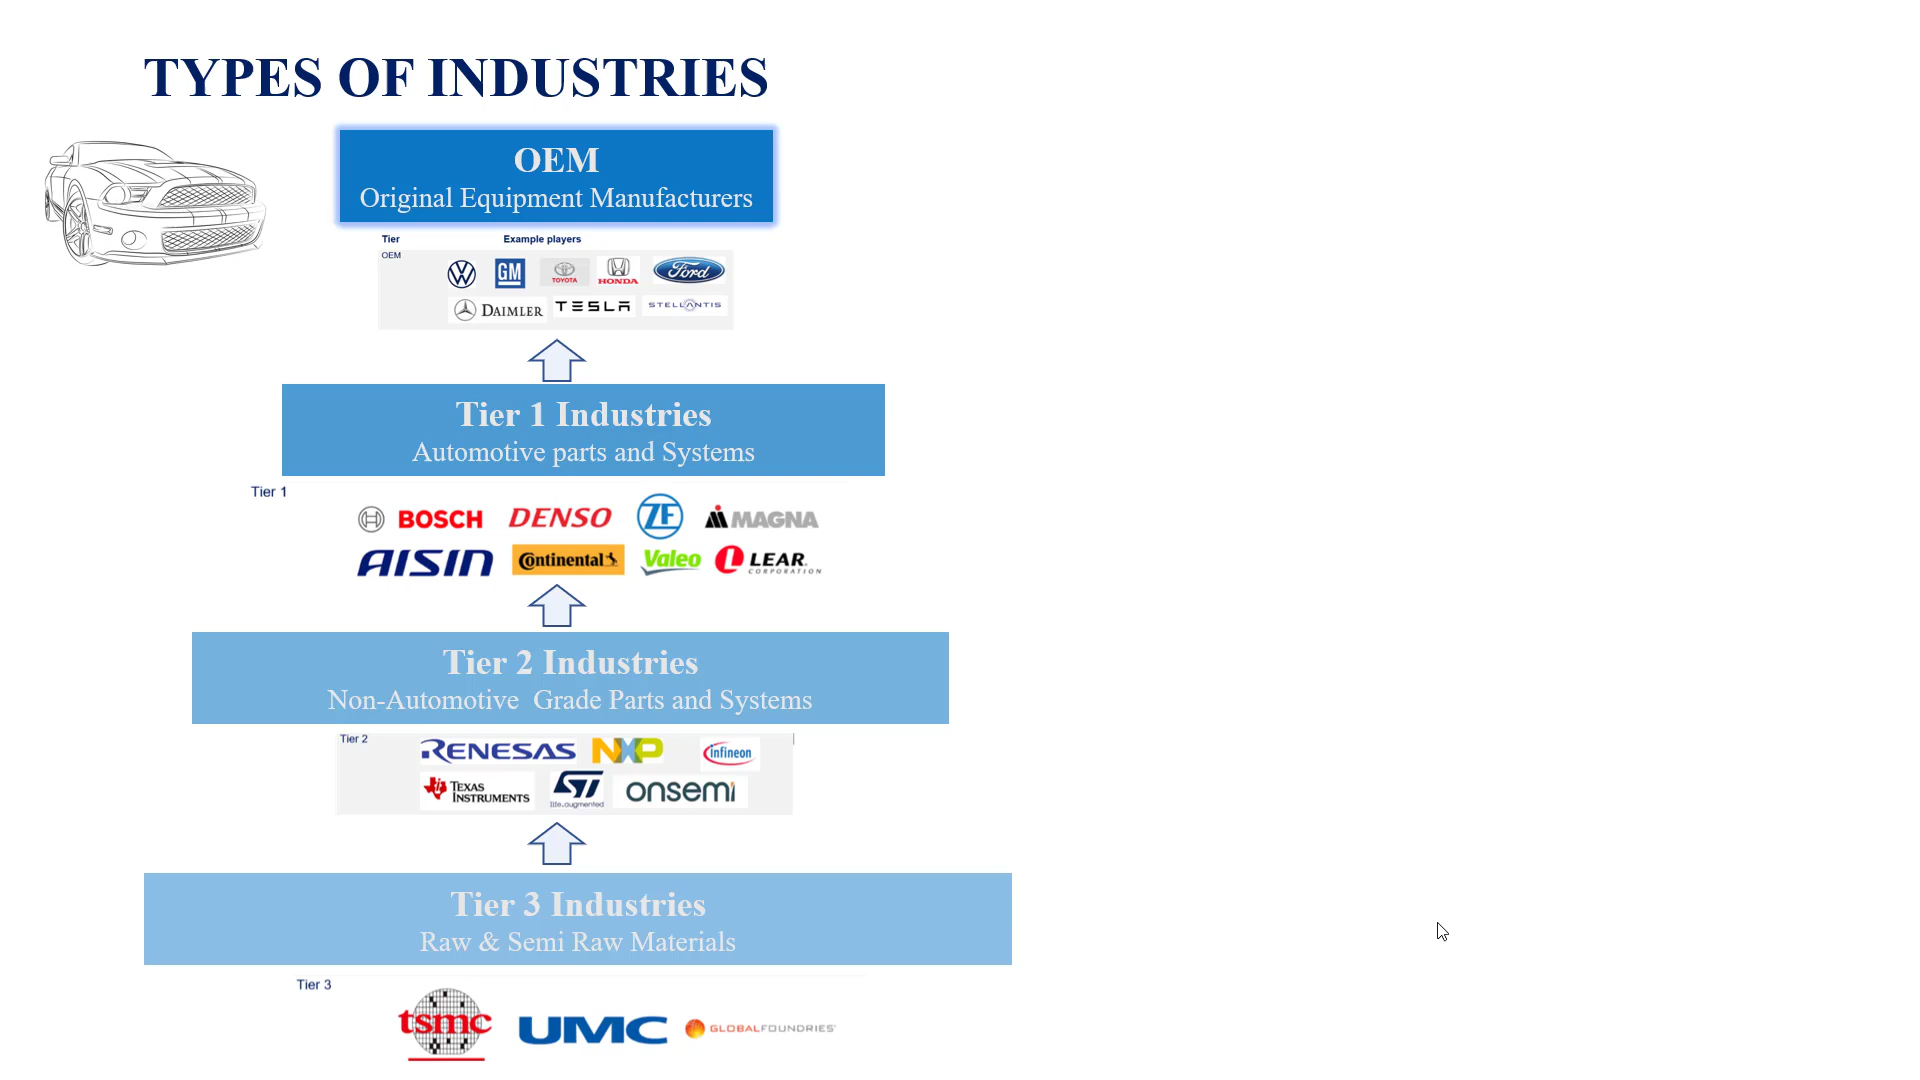 TYPES OF INDUSTRIES
OEM
Original Equipment Manufacturers
Tier Example players
OEM
VW GM TOYOTA HONDA Ford
DAIMLER TESLA STELLANTIS
Tier 1 Industries
Automotive parts and Systems
Tier 1
BOSCH DENSO ZF MAGNA
AISIN Continental Valeo LEAR.
CORPORATION
Tier 2 Industries
Non-Automotive Grade Parts and Systems
Tier 2
RENESAS NXP infineon
TEXAS INSTRUMENTS ST life.augmented onsemi
Tier 3 Industries
Raw & Semi Raw Materials
Tier 3
tsmc UMC GLOBALFOUNDRIES